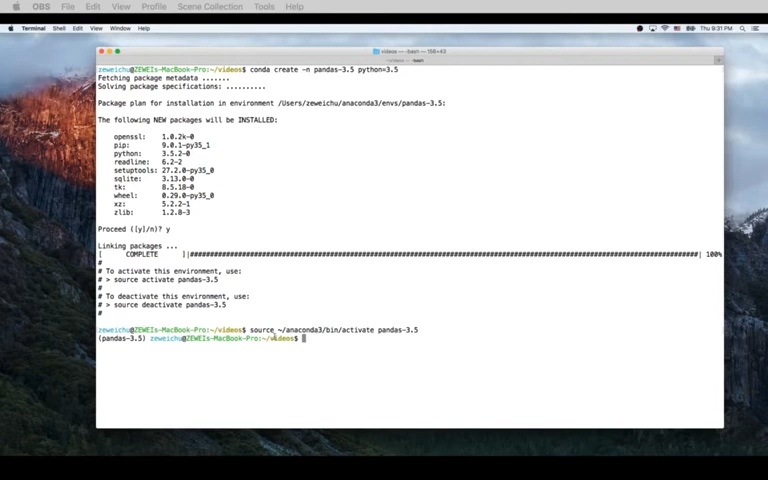 OBS File Edit View Profile Scene Collection Tools Help
Terminal Shell Edit View Window Help Thu 9:31 PM
videos — -bash — 156×43
~/videos — -bash
zeweichu@ZEWEIs-MacBook-Pro:~/videos$ conda create -n pandas-3.5 python=3.5
Fetching package metadata .......
Solving package specifications: ..........
Package plan for installation in environment /Users/zeweichu/anaconda3/envs/pandas-3.5:
The following NEW packages will be INSTALLED:
openssl: 1.0.2k-0
pip: 9.0.1-py35_1
python: 3.5.2-0
readline: 6.2-2
setuptools: 27.2.0-py35_0
sqlite: 3.13.0-0
tk: 8.5.18-0
wheel: 0.29.0-py35_0
xz: 5.2.2-1
zlib: 1.2.8-3
Proceed ([y]/n)? y
Linking packages ...
[ COMPLETE ]|###################################################################################################| 100%
#
# To activate this environment, use:
# > source activate pandas-3.5
#
# To deactivate this environment, use:
# > source deactivate pandas-3.5
#
zeweichu@ZEWEIs-MacBook-Pro:~/videos$ source ~/anaconda3/bin/activate pandas-3.5
(pandas-3.5) zeweichu@ZEWEIs-MacBook-Pro:~/videos$